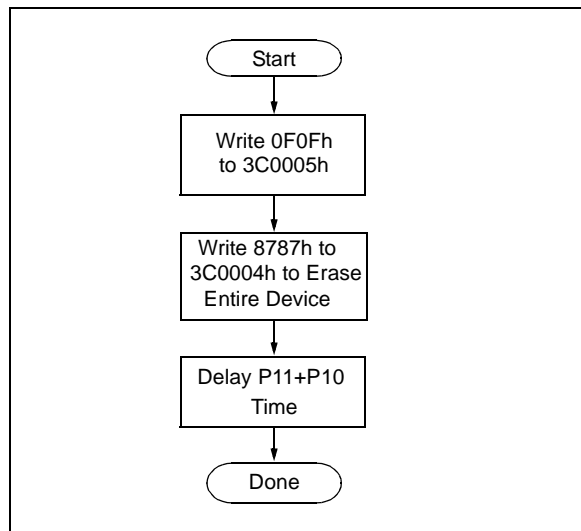 Start
Write 0F0Fh
to 3C0005h
Write 8787h to
3C0004h to Erase
Entire Device
Delay P11+P10
Time
Done